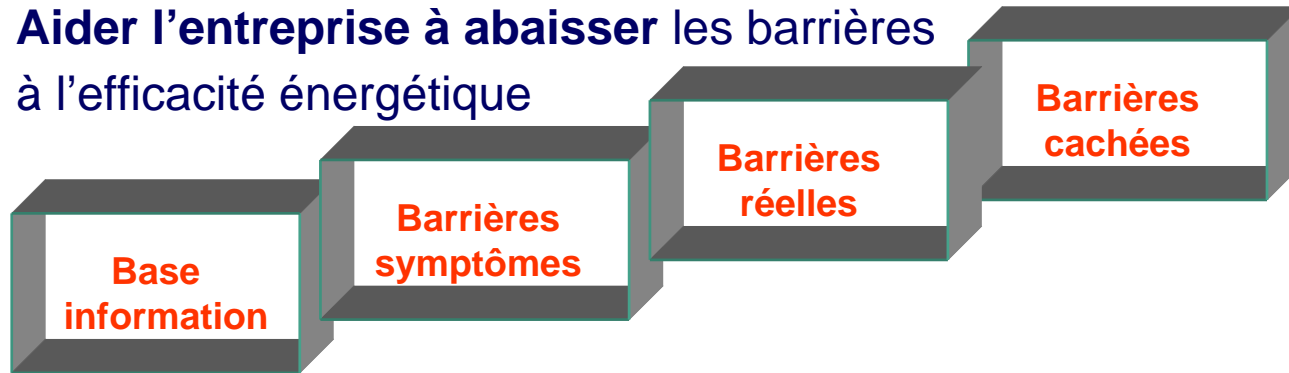 Aider l’entreprise à abaisser les barrières
à l’efficacité énergétique
Base
information
Barrières
symptômes
Barrières
réelles
Barrières
cachées